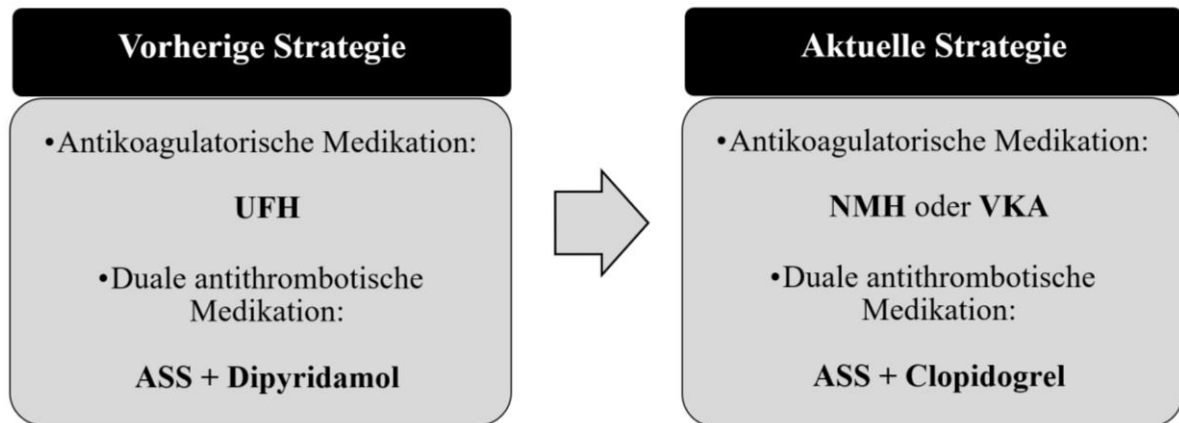 Vorherige Strategie
•Antikoagulatorische Medikation:
UFH
•Duale antithrombotische
Medikation:
ASS + Dipyridamol
Aktuelle Strategie
•Antikoagulatorische Medikation:
NMH oder VKA
•Duale antithrombotische
Medikation:
ASS + Clopidogrel